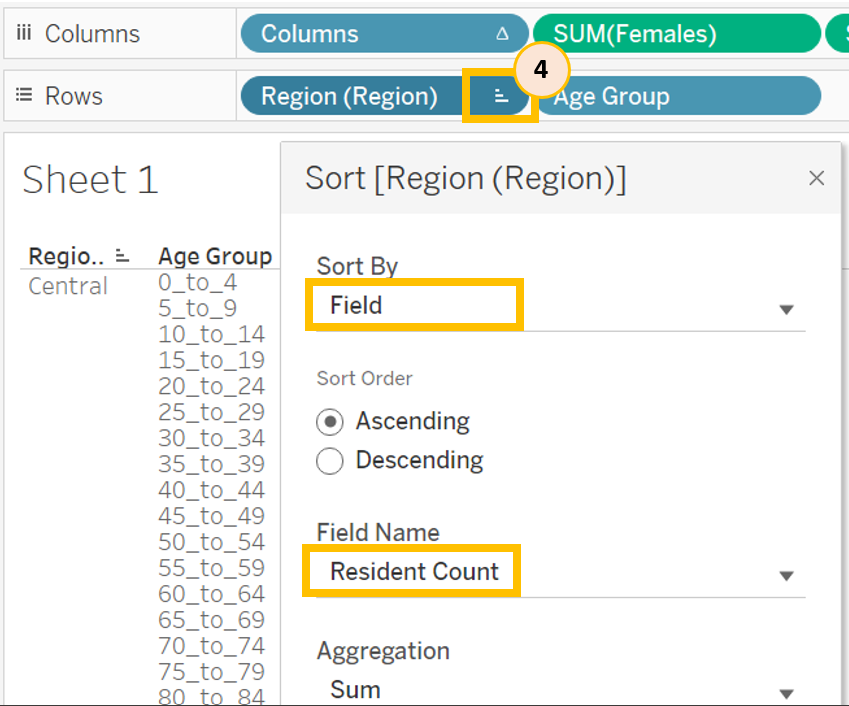 Columns
Columns
SUM(Females)
4
Rows
Region (Region)
Age Group
Sheet 1
Sort [Region (Region)]
Regio..
Age Group
Central
0_to_4
5_to_9
10_to_14
15_to_19
20_to_24
25_to_29
30_to_34
35_to_39
40_to_44
45_to_49
50_to_54
55_to_59
60_to_64
65_to_69
70_to_74
75_to_79
80_to_84
Sort By
Field
Sort Order
Ascending
Descending
Field Name
Resident Count
Aggregation
Sum